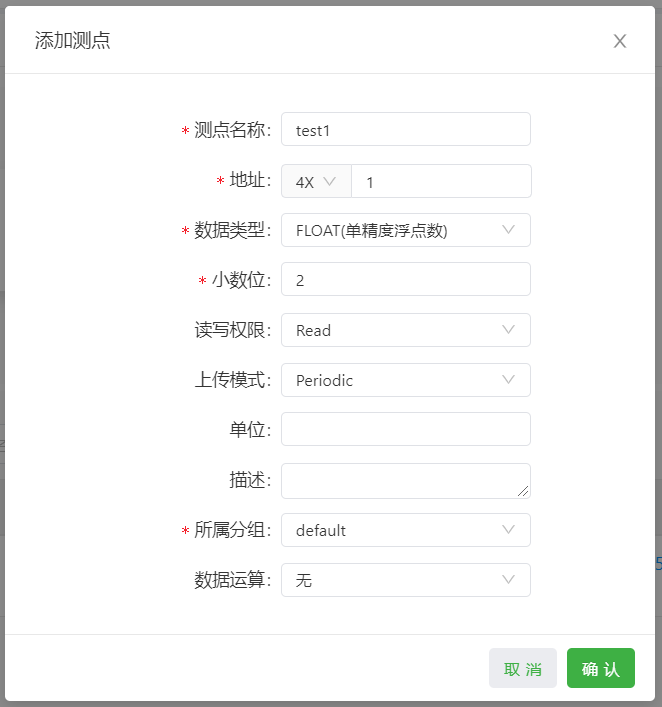 添加测点
* 测点名称: test1
* 地址: 4X 1
* 数据类型: FLOAT(单精度浮点数)
* 小数位: 2
读写权限: Read
上传模式: Periodic
单位:
描述:
* 所属分组: default
数据运算: 无
取 消 确 认